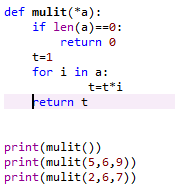 def mulit(*a):
    if len(a)==0:
        return 0
    t=1
    for i in a:
            t=t*i
    return t
print(mulit())
print(mulit(5,6,9))
print(mulit(2,6,7))